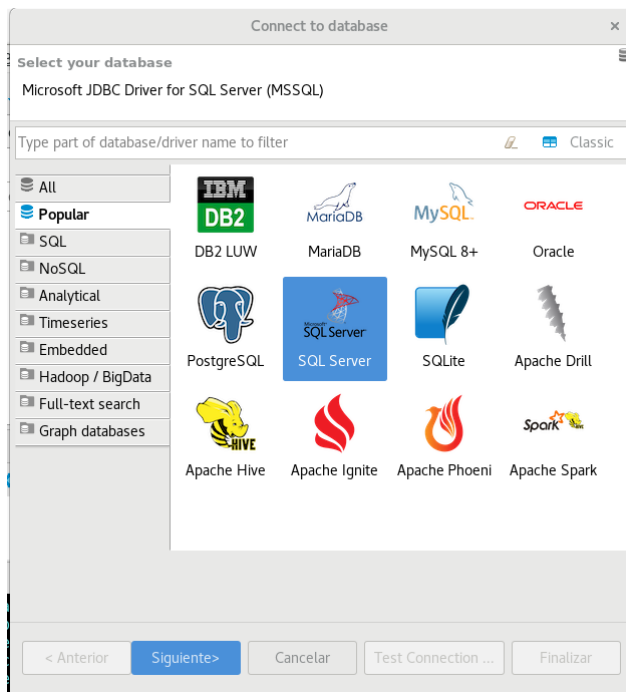 Connect to database
Select your database
Microsoft JDBC Driver for SQL Server (MSSQL)
Type part of database/driver name to filter
Classic
All
Popular
SQL
NoSQL
Analytical
Timeseries
Embedded
Hadoop / BigData
Full-text search
Graph databases
IBM
DB2
MariaDB
MySQL
ORACLE
DB2 LUW
MariaDB
MySQL 8+
Oracle
Microsoft
SQL Server
PostgreSQL
SQL Server
SQLite
Apache Drill
HIVE
Spark
Apache Hive
Apache Ignite
Apache Phoeni
Apache Spark
< Anterior
Siguiente>
Cancelar
Test Connection ...
Finalizar